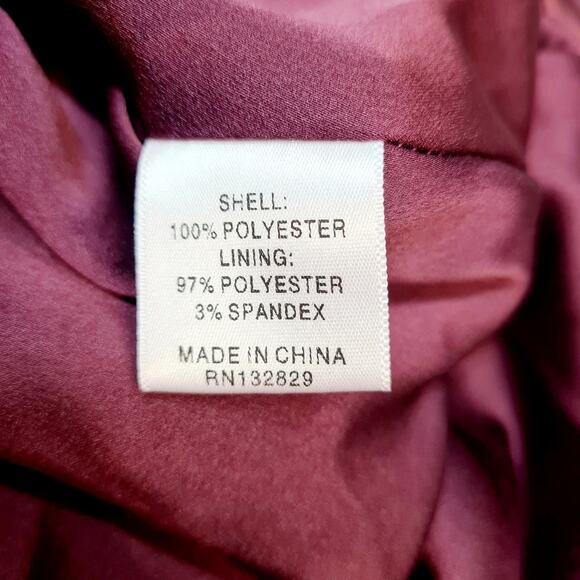 SHELL:
100% POLYESTER
LINING:
97% POLYESTER
3% SPANDEX
MADE IN CHINA
RN132829